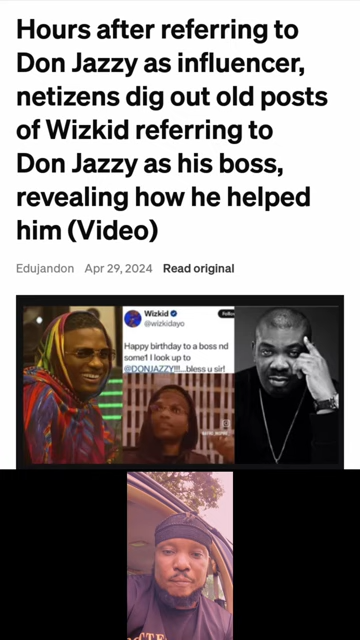 Hours after referring to
Don Jazzy as influencer,
netizens dig out old posts
of Wizkid referring to
Don Jazzy as his boss,
revealing how he helped
him (Video)
Edujandon Apr 29, 2024 Read original
Wizkid
@wizkidayo
Happy birthday to a boss nd
some1 I look up to
@DONJAZZY!!!...bless u sir!